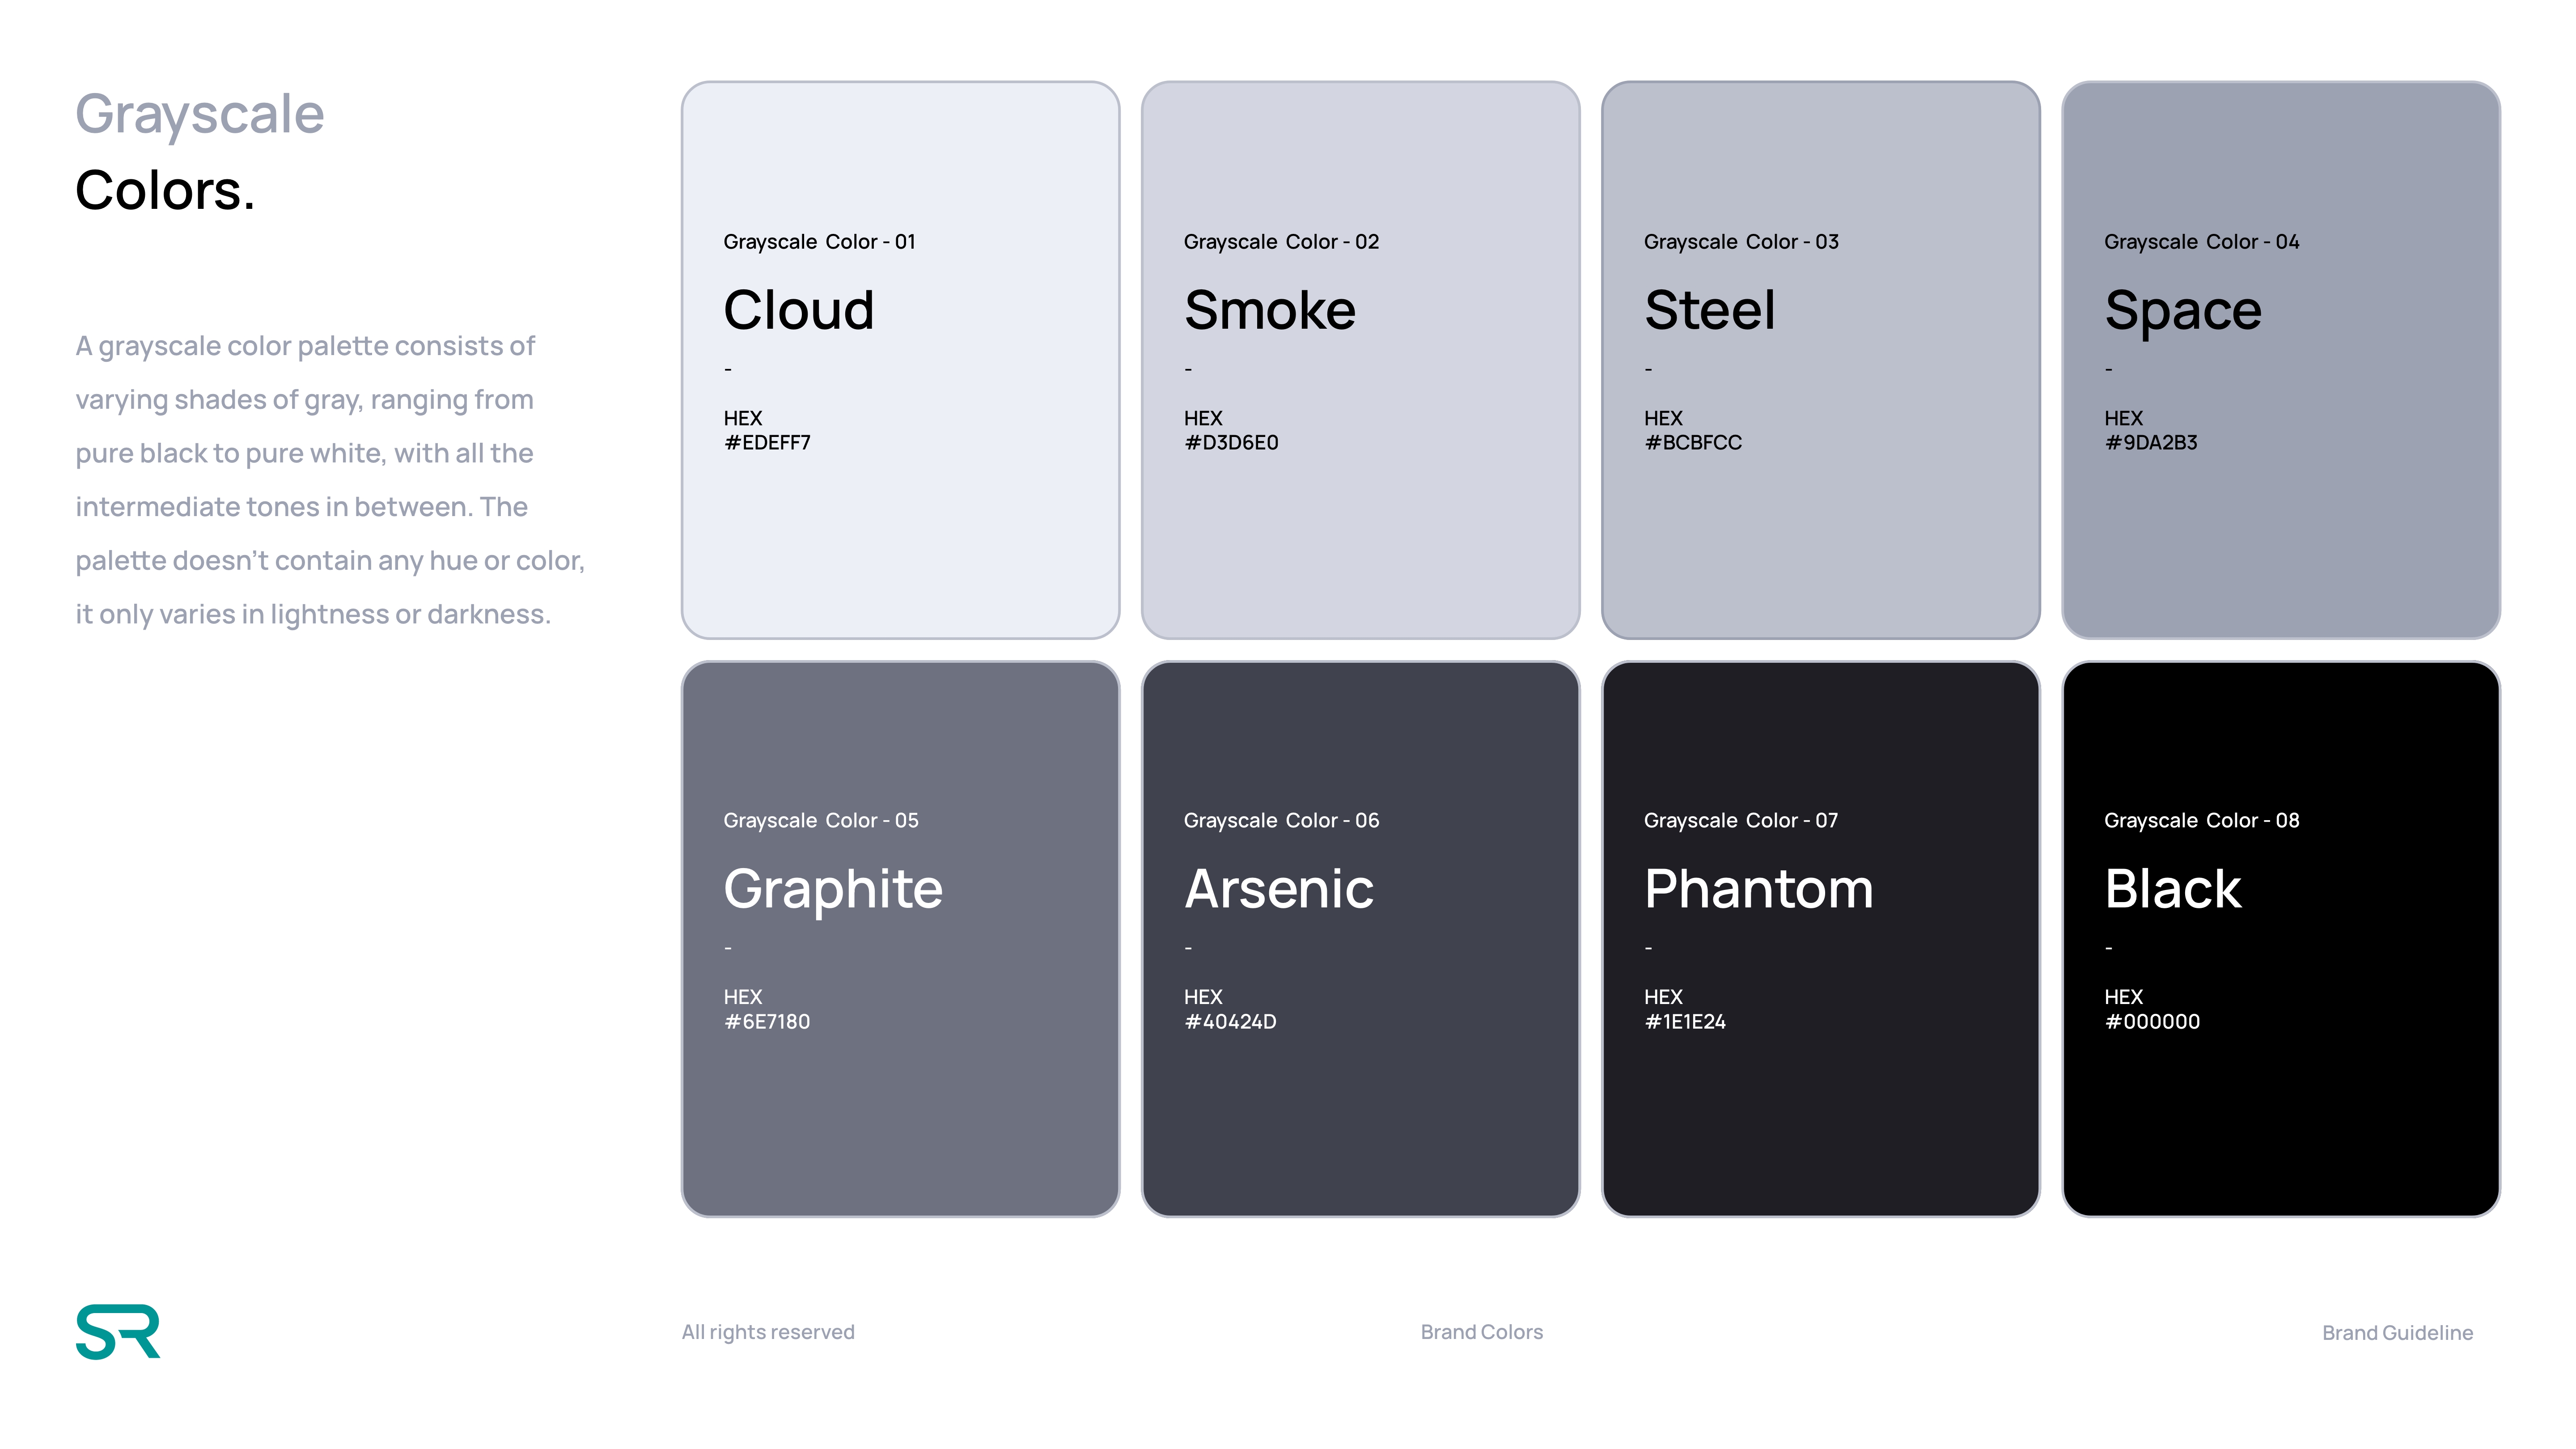 Grayscale
Colors.
A grayscale color palette consists of
varying shades of gray, ranging from
pure black to pure white, with all the
intermediate tones in between. The
palette doesn’t contain any hue or color,
it only varies in lightness or darkness.
Grayscale Color - 01
Cloud
-
HEX
#EDEFF7
Grayscale Color - 02
Smoke
-
HEX
#D3D6E0
Grayscale Color - 03
Steel
-
HEX
#BCBFCC
Grayscale Color - 04
Space
-
HEX
#9DA2B3
Grayscale Color - 05
Graphite
-
HEX
#6E7180
Grayscale Color - 06
Arsenic
-
HEX
#40424D
Grayscale Color - 07
Phantom
-
HEX
#1E1E24
Grayscale Color - 08
Black
-
HEX
#000000
SR
All rights reserved
Brand Colors
Brand Guideline